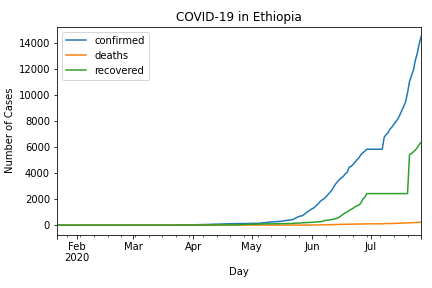 COVID-19 in Ethiopia
confirmed
deaths
recovered
Number of Cases
14000
12000
10000
8000
6000
4000
2000
0
Feb
2020
Mar
Apr
May
Jun
Jul
Day